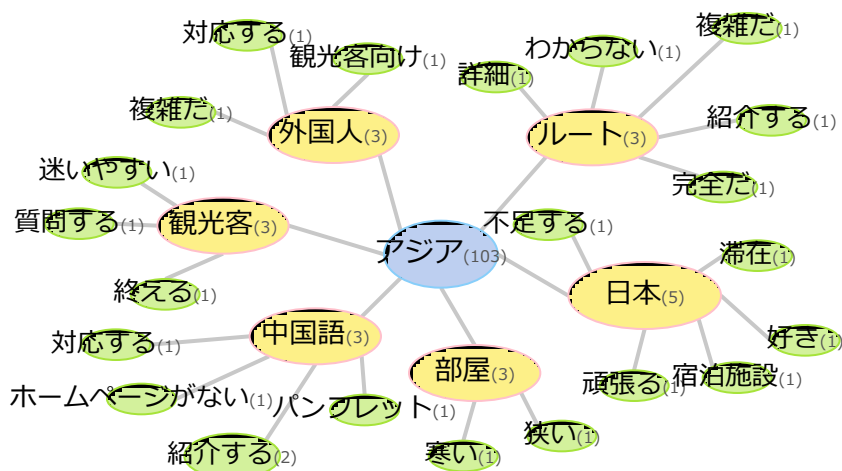 対応する(1)
観光客向け(1)
複雑だ(1)
外国人(3)
わからない(1)
複雑だ(1)
詳細(1)
ルート(3)
紹介する(1)
完全だ(1)
迷いやすい(1)
質問する(1)
観光客(3)
終える(1)
アジア(103)
不足する(1)
滞在(1)
日本(5)
好き(1)
頑張る(1)
宿泊施設(1)
中国語(3)
対応する(1)
ホームページがない(1)
パンフレット(1)
紹介する(2)
部屋(3)
寒い(1)
狭い(1)